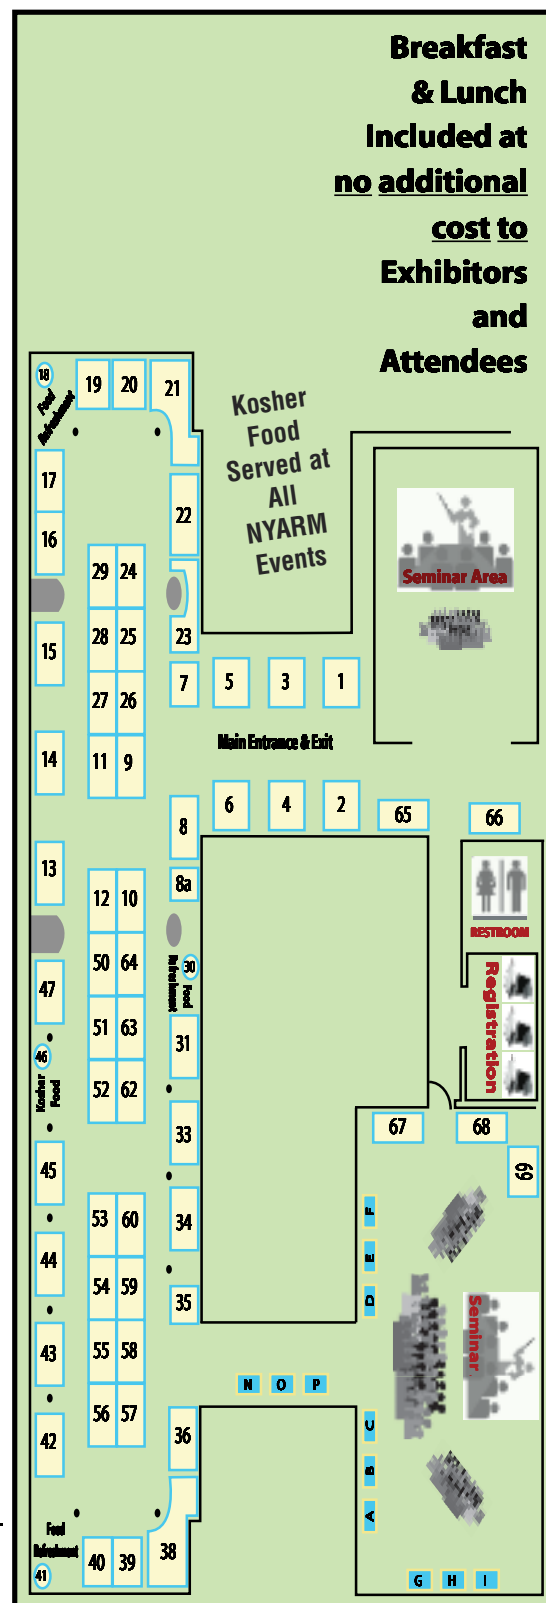 Breakfast
& Lunch
Included at
no additional
cost to
Exhibitors
and
Attendees
18
Food
Refreshment
19
20
21
Kosher
Food
Served at
All
NYARM
Events
17
16
22
Seminar Area
29
24
15
28
25
23
27
26
7
5
3
1
Main Entrance & Exit
14
11
9
6
4
2
65
66
8
13
8a
12
10
RESTROOM
47
50
64
Refreshment
Food
30
Registration
51
63
31
46
Kosher
Food
52
62
33
67
68
69
45
53
60
34
F
E
D
44
54
59
35
Seminar
43
55
58
N O P
42
56
57
36
C
B
A
Food
Refreshment
41
40
39
38
G H I